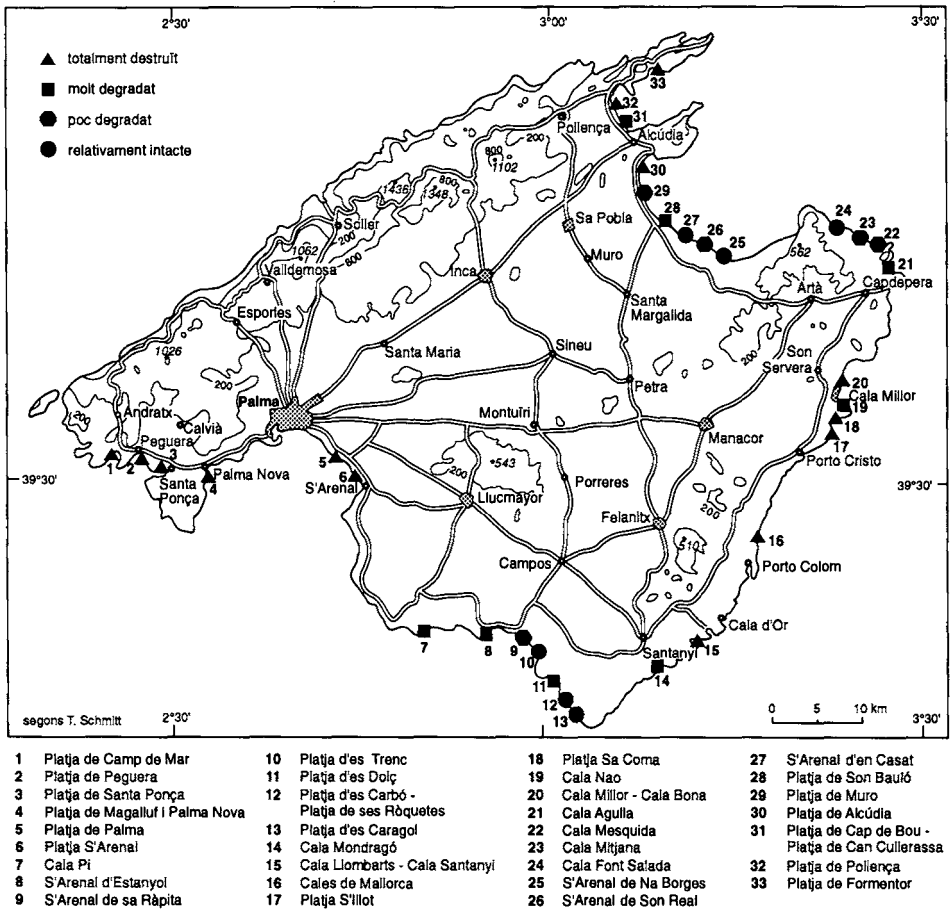 2°30'
3°00'
3°30'
totalment destruït
molt degradat
poc degradat
relativament intacte
33
32
31
Pollença
Alcúdia
200
800
1102
30
1436
1348
800
29
Sa Pobla
28
27
26
25
24
23
22
21
Sóller
1062
200
800
Valldemosa
Inca
Muro
562
Artà
Capdepera
Esporles
Santa Margalida
Santa Maria
Sineu
200
Son Servera
1026
200
Petra
20
Cala Millor
19
18
17
Palma
200
Andratx
Calvià
Montuïri
Manacor
Peguera
1
2
3
Santa Ponça
Palma Nova
4
5
6
S'Arenal
200
543
Llucmayor
Porreres
Porto Cristo
39°30'
39°30'
Felanitx
200
510
16
Campos
Porto Colom
Cala d'Or
7
8
9
10
Santanyí
15
14
11
12
13
segons T. Schmitt
0 5 10 km
2°30'
3°00'
3°30'
1 Platja de Camp de Mar
2 Platja de Peguera
3 Platja de Santa Ponça
4 Platja de Magalluf i Palma Nova
5 Platja de Palma
6 Platja S'Arenal
7 Cala Pi
8 S'Arenal d'Estanyol
9 S'Arenal de sa Ràpita
10 Platja d'es Trenc
11 Platja d'es Dolç
12 Platja d'es Carbó -
Platja de ses Ròquetes
13 Platja d'es Caragol
14 Cala Mondragó
15 Cala Llombarts - Cala Santanyi
16 Cales de Mallorca
17 Platja S'Illot
18 Platja Sa Coma
19 Cala Nao
20 Cala Millor - Cala Bona
21 Cala Agulla
22 Cala Mesquida
23 Cala Mitjana
24 Cala Font Salada
25 S'Arenal de Na Borges
26 S'Arenal de Son Real
27 S'Arenal d'en Casat
28 Platja de Son Bauló
29 Platja de Muro
30 Platja de Alcúdia
31 Platja de Cap de Bou -
Platja de Can Cullerassa
32 Platja de Pollença
33 Platja de Formentor